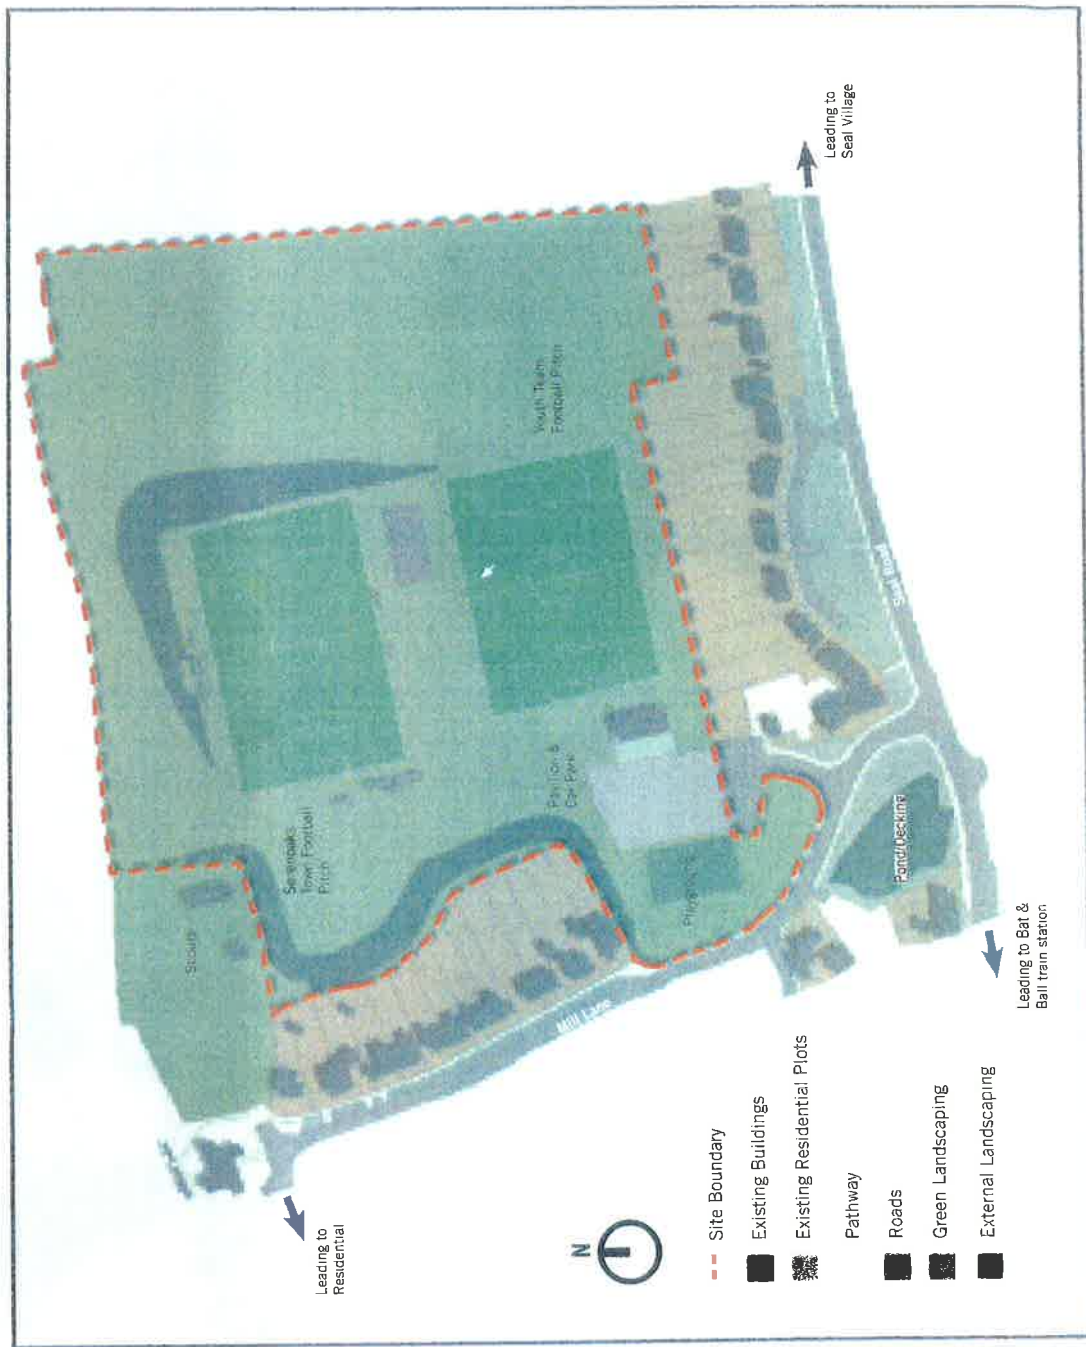 Leading to
Seal Village
Youth Team
Football Pitch
Sevenoaks
Town Football
Pitch
Pavilion &
Car Park
Scouts
Playground
Mill Lane
Seal Road
Pond/Decking
Leading to Bat &
Ball train station
Leading to
Residential
N
Site Boundary
Existing Buildings
Existing Residential Plots
Pathway
Roads
Green Landscaping
External Landscaping